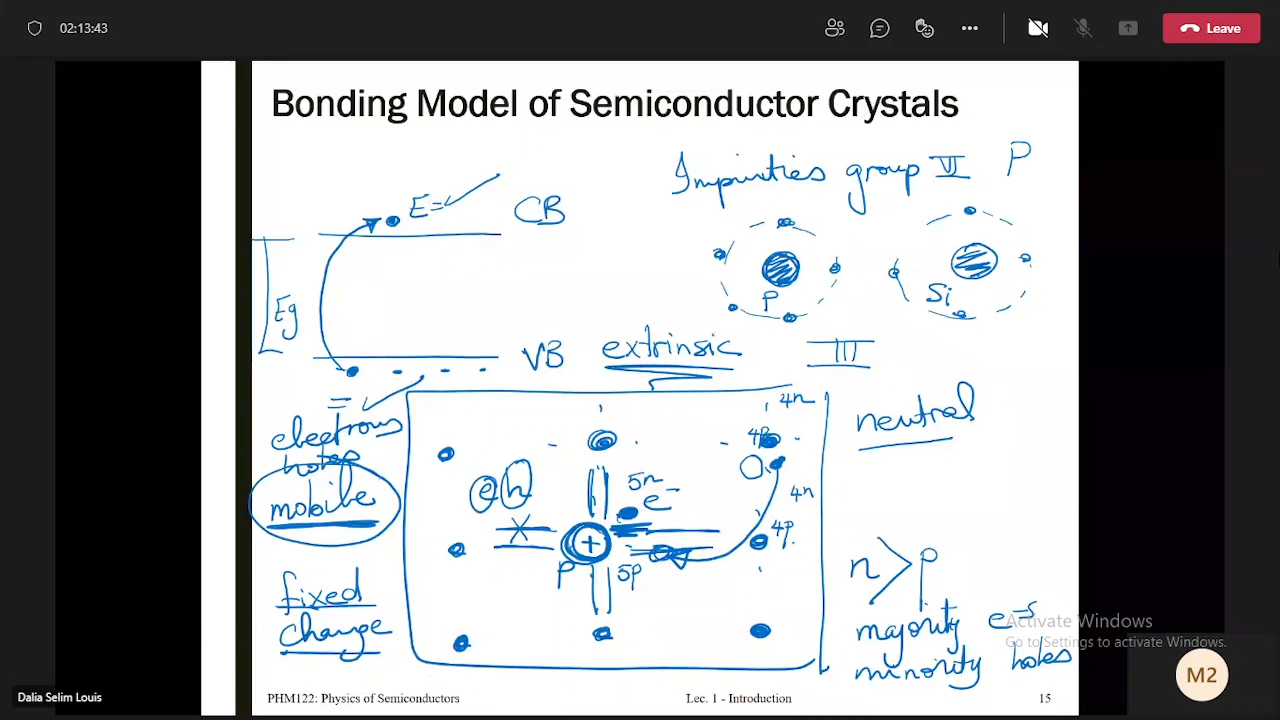 02:13:43
Leave
Bonding Model of Semiconductor Crystals
Impurities group VI P
E=
CB
Eg
P
Si
VB
extrinsic
III
electrons
holes
mobile
fixed
charge
4n
4p
neutral
e h
5n
e-
4n
4p
+
P
5p
n > p
majority e-s
minority holes
Activate Windows
Go to Settings to activate Windows.
M2
Dalia Selim Louis
PHM122: Physics of Semiconductors
Lec. 1 - Introduction
15